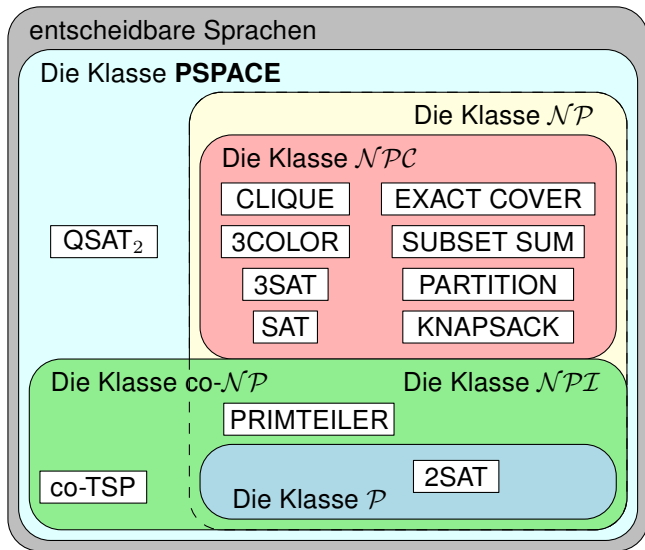 entscheidbare Sprachen
Die Klasse PSPACE
Die Klasse 𝒩𝒫
Die Klasse 𝒩𝒫𝒞
CLIQUE EXACT COVER
QSAT₂ 3COLOR SUBSET SUM
3SAT PARTITION
SAT KNAPSACK
Die Klasse co-𝒩𝒫 Die Klasse 𝒩𝒫ℐ
PRIMTEILER
co-TSP 2SAT
Die Klasse 𝒫